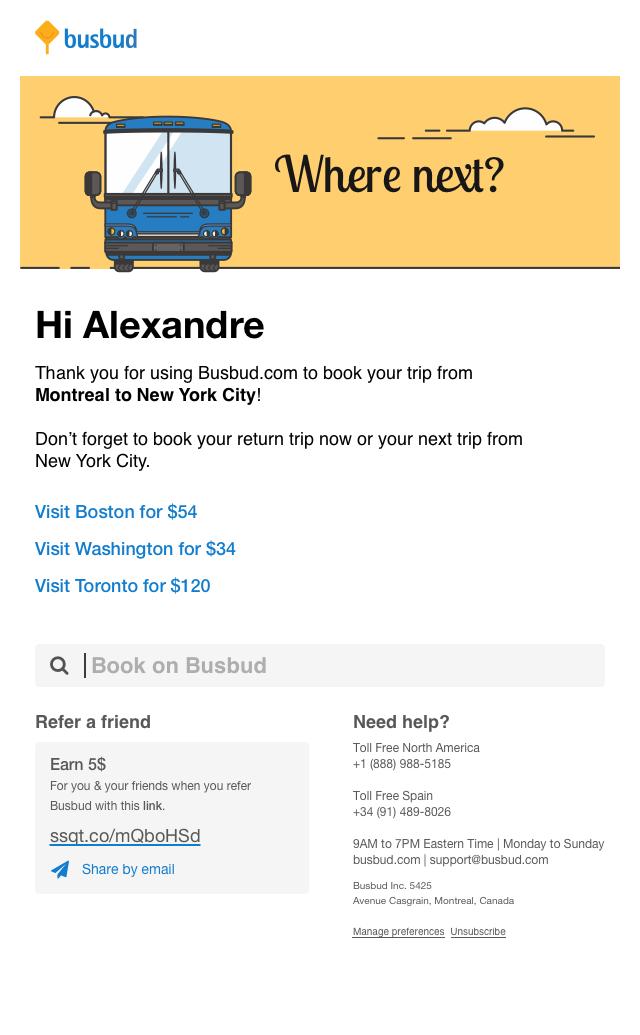 busbud
Where next?
Hi Alexandre
Thank you for using Busbud.com to book your trip from
Montreal to New York City!
Don't forget to book your return trip now or your next trip from
New York City.
Visit Boston for $54
Visit Washington for $34
Visit Toronto for $120
Book on Busbud
Refer a friend
Earn 5$
For you & your friends when you refer
Busbud with this link.
ssqt.co/mQboHSd
Share by email
Need help?
Toll Free North America
+1 (888) 988-5185
Toll Free Spain
+34 (91) 489-8026
9AM to 7PM Eastern Time | Monday to Sunday
busbud.com | support@busbud.com
Busbud Inc. 5425
Avenue Casgrain, Montreal, Canada
Manage preferences Unsubscribe